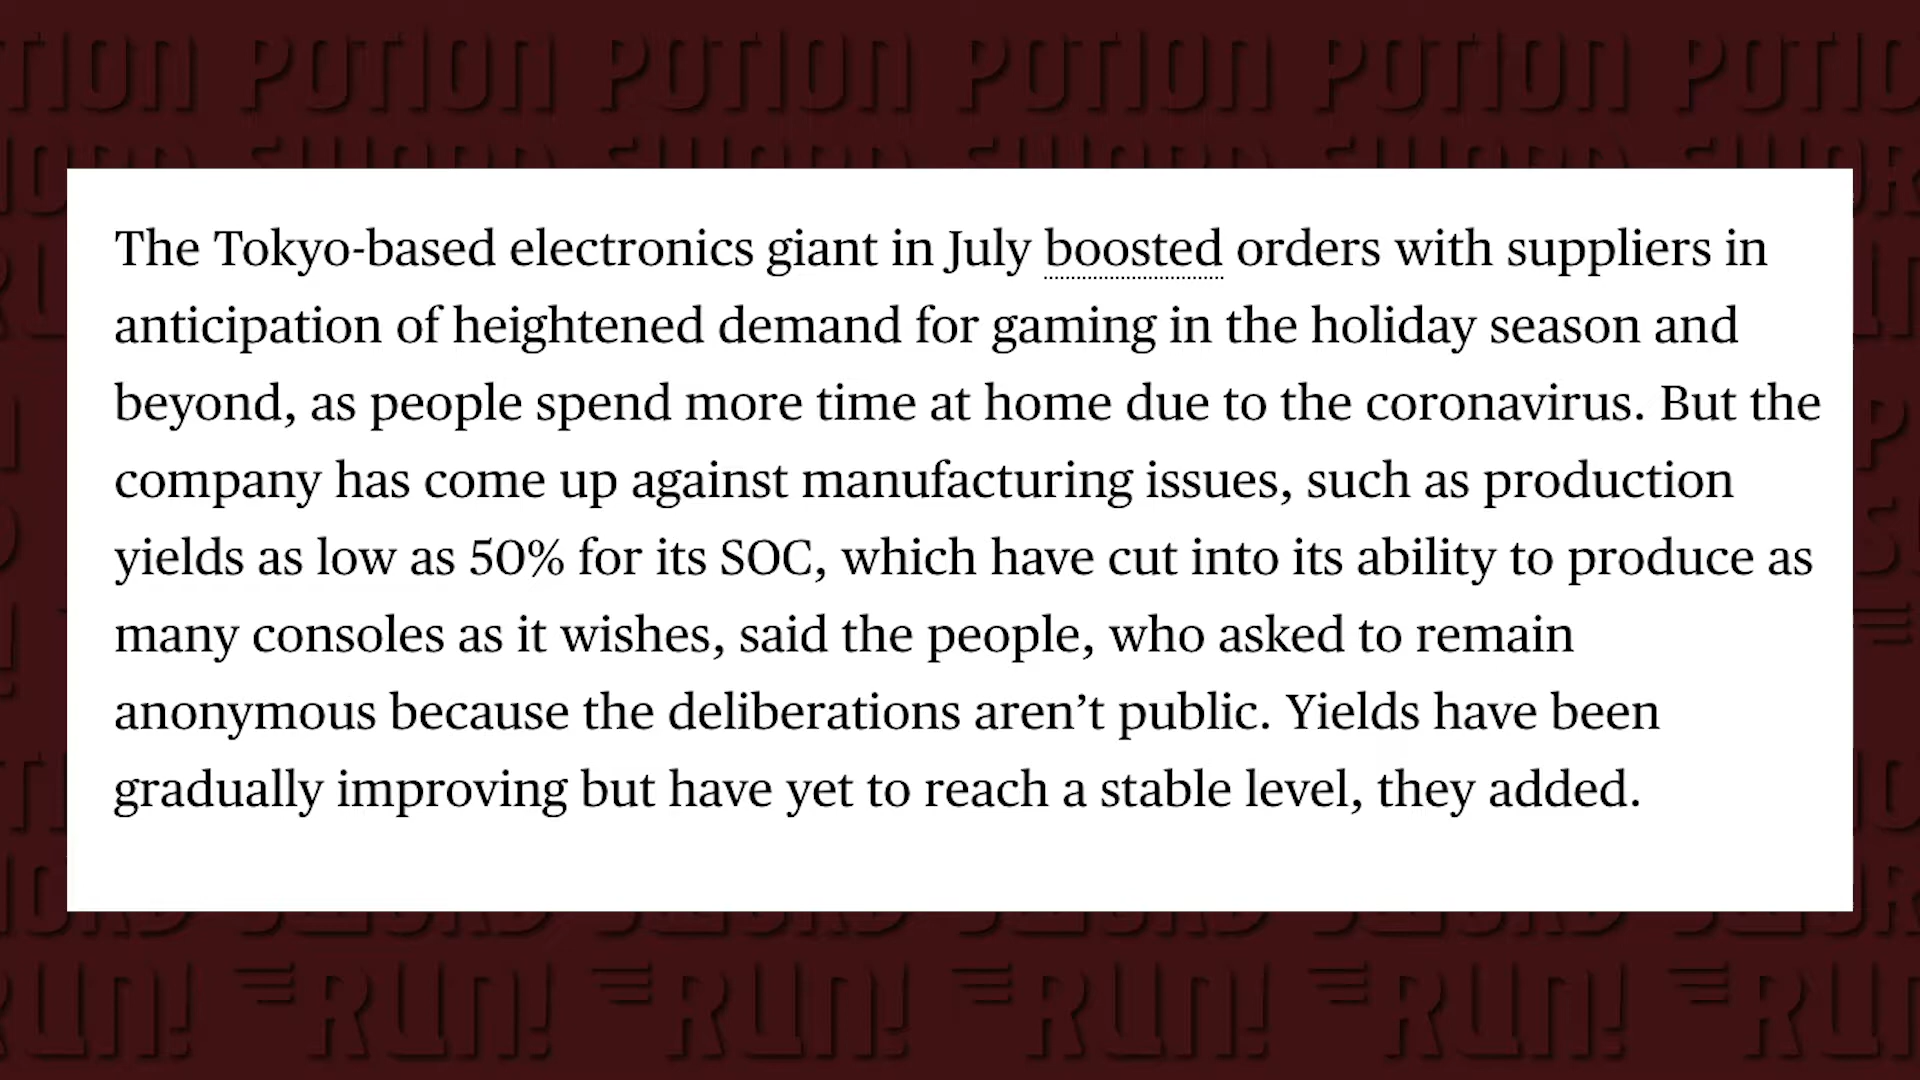 TION POTION POTION POTION POTION POTIO
The Tokyo-based electronics giant in July boosted orders with suppliers in
anticipation of heightened demand for gaming in the holiday season and
beyond, as people spend more time at home due to the coronavirus. But the
company has come up against manufacturing issues, such as production
yields as low as 50% for its SOC, which have cut into its ability to produce as
many consoles as it wishes, said the people, who asked to remain
anonymous because the deliberations aren’t public. Yields have been
gradually improving but have yet to reach a stable level, they added.
RUN! RUN! RUN! RUN! RUN! RUN